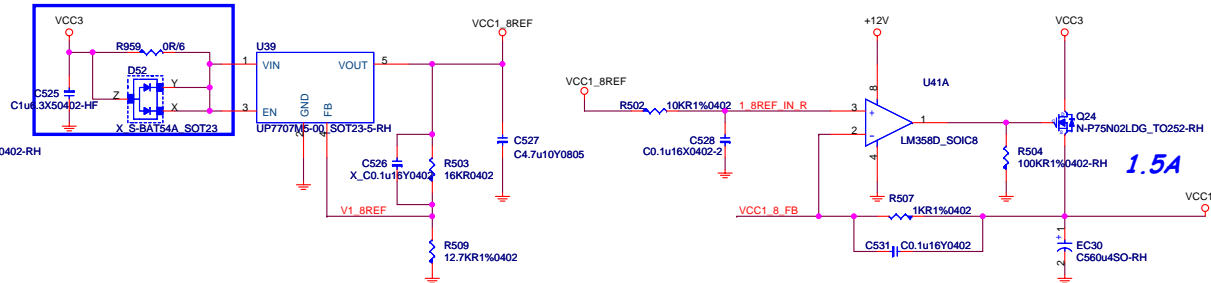 VCC3
R959
0R/6
D52
Z
Y
X
C525
C1u6.3X50402-HF
X_S-BAT54A_SOT23
0402-RH
U39
1
VIN
VOUT
5
3
EN
GND
FB
2
4
UP7707M5-00_SOT23-5-RH
VCC1_8REF
C527
C4.7u10Y0805
C526
X_C0.1u16Y0402
R503
16KR0402
V1_8REF
R509
12.7KR1%0402
VCC1_8REF
R502
10KR1%0402
1_8REF_IN_R
C528
C0.1u16X0402-2
+12V
U41A
8
3
+
2
-
1
4
LM358D_SOIC8
VCC3
Q24
N-P75N02LDG_TO252-RH
R504
100KR1%0402-RH
1.5A
R507
1KR1%0402
VCC1_8_FB
C531
C0.1u16Y0402
VCC1
+
1
2
EC30
C560u4SO-RH